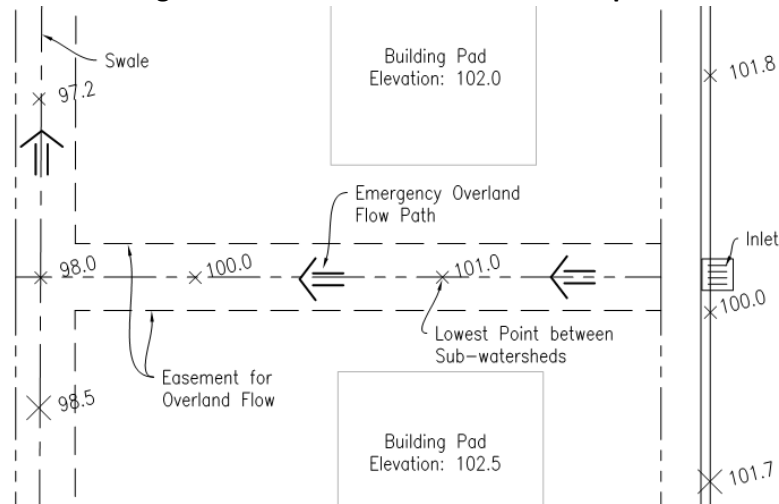 Building Pad
Elevation: 102.0
101.8
Swale
97.2
Emergency Overland
Flow Path
Inlet
98.0
100.0
101.0
100.0
Lowest Point between
Sub-watersheds
Easement for
Overland Flow
98.5
Building Pad
Elevation: 102.5
101.7